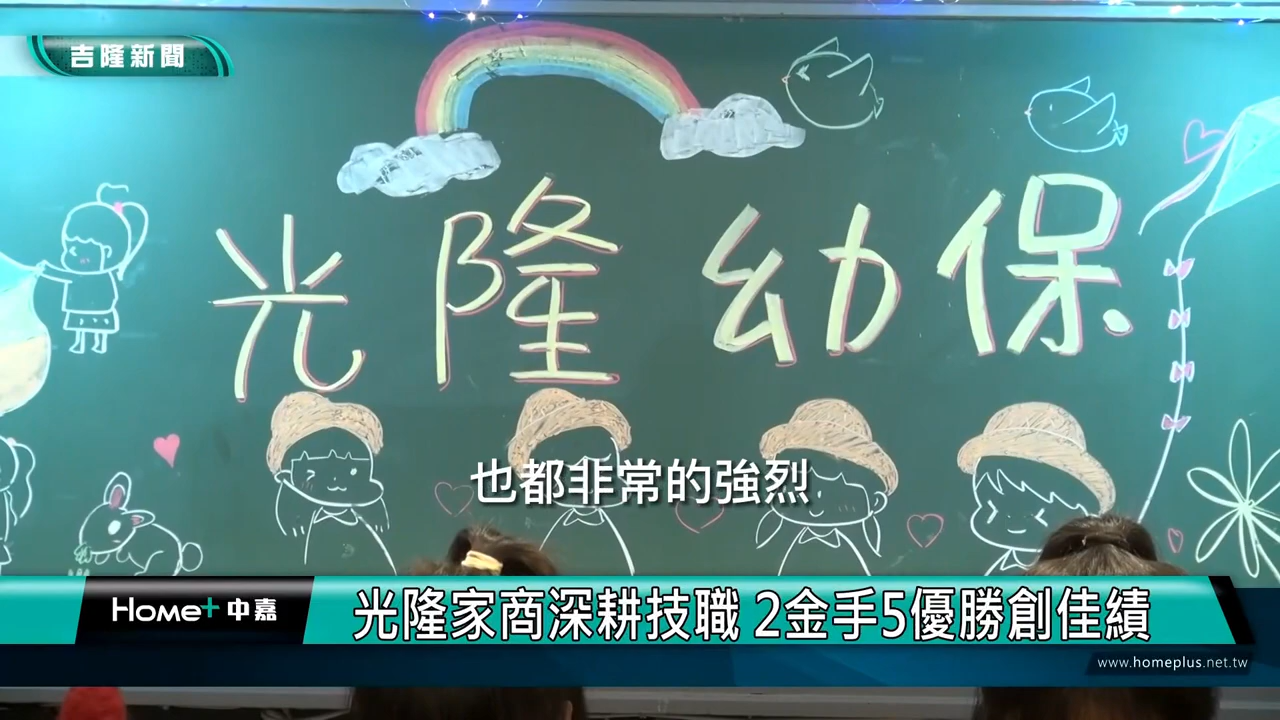 吉隆新聞
光隆幼保
也都非常的強烈
Home+中嘉
光隆家商深耕技職 2金手5優勝創佳績
www.homeplus.net.tw